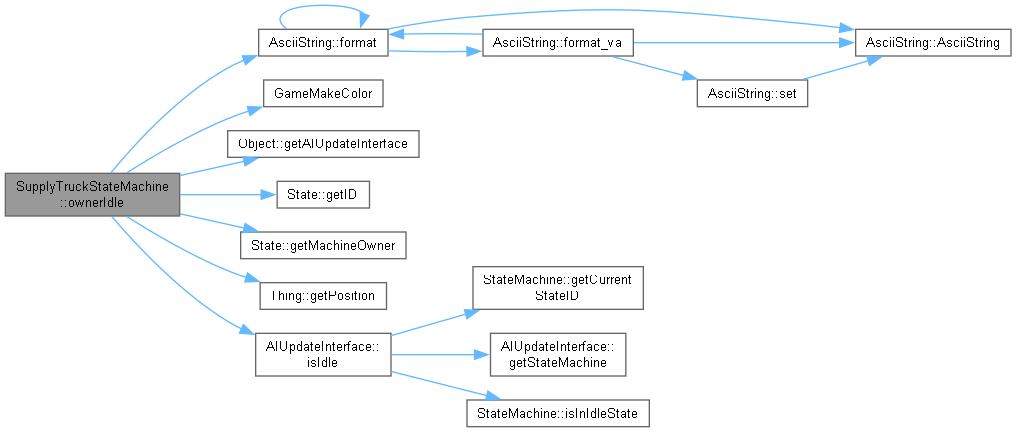 AsciiString::format
AsciiString::format_va
AsciiString::AsciiString
GameMakeColor
AsciiString::set
Object::getAIUpdateInterface
SupplyTruckStateMachine
::ownerIdle
State::getID
State::getMachineOwner
Thing::getPosition
StateMachine::getCurrent
StateID
AIUpdateInterface::
isIdle
AIUpdateInterface::
getStateMachine
StateMachine::isInIdleState